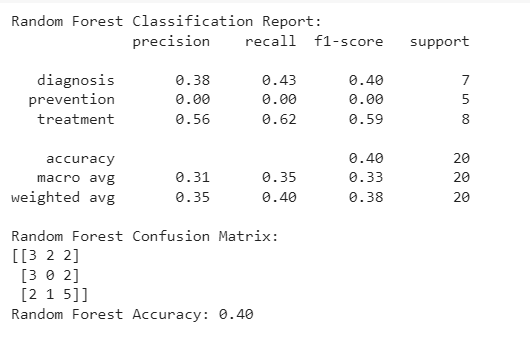 Random Forest Classification Report:
precision recall f1-score support
diagnosis 0.38 0.43 0.40 7
prevention 0.00 0.00 0.00 5
treatment 0.56 0.62 0.59 8
accuracy 0.40 20
macro avg 0.31 0.35 0.33 20
weighted avg 0.35 0.40 0.38 20
Random Forest Confusion Matrix:
[[3 2 2]
[3 0 2]
[2 1 5]]
Random Forest Accuracy: 0.40